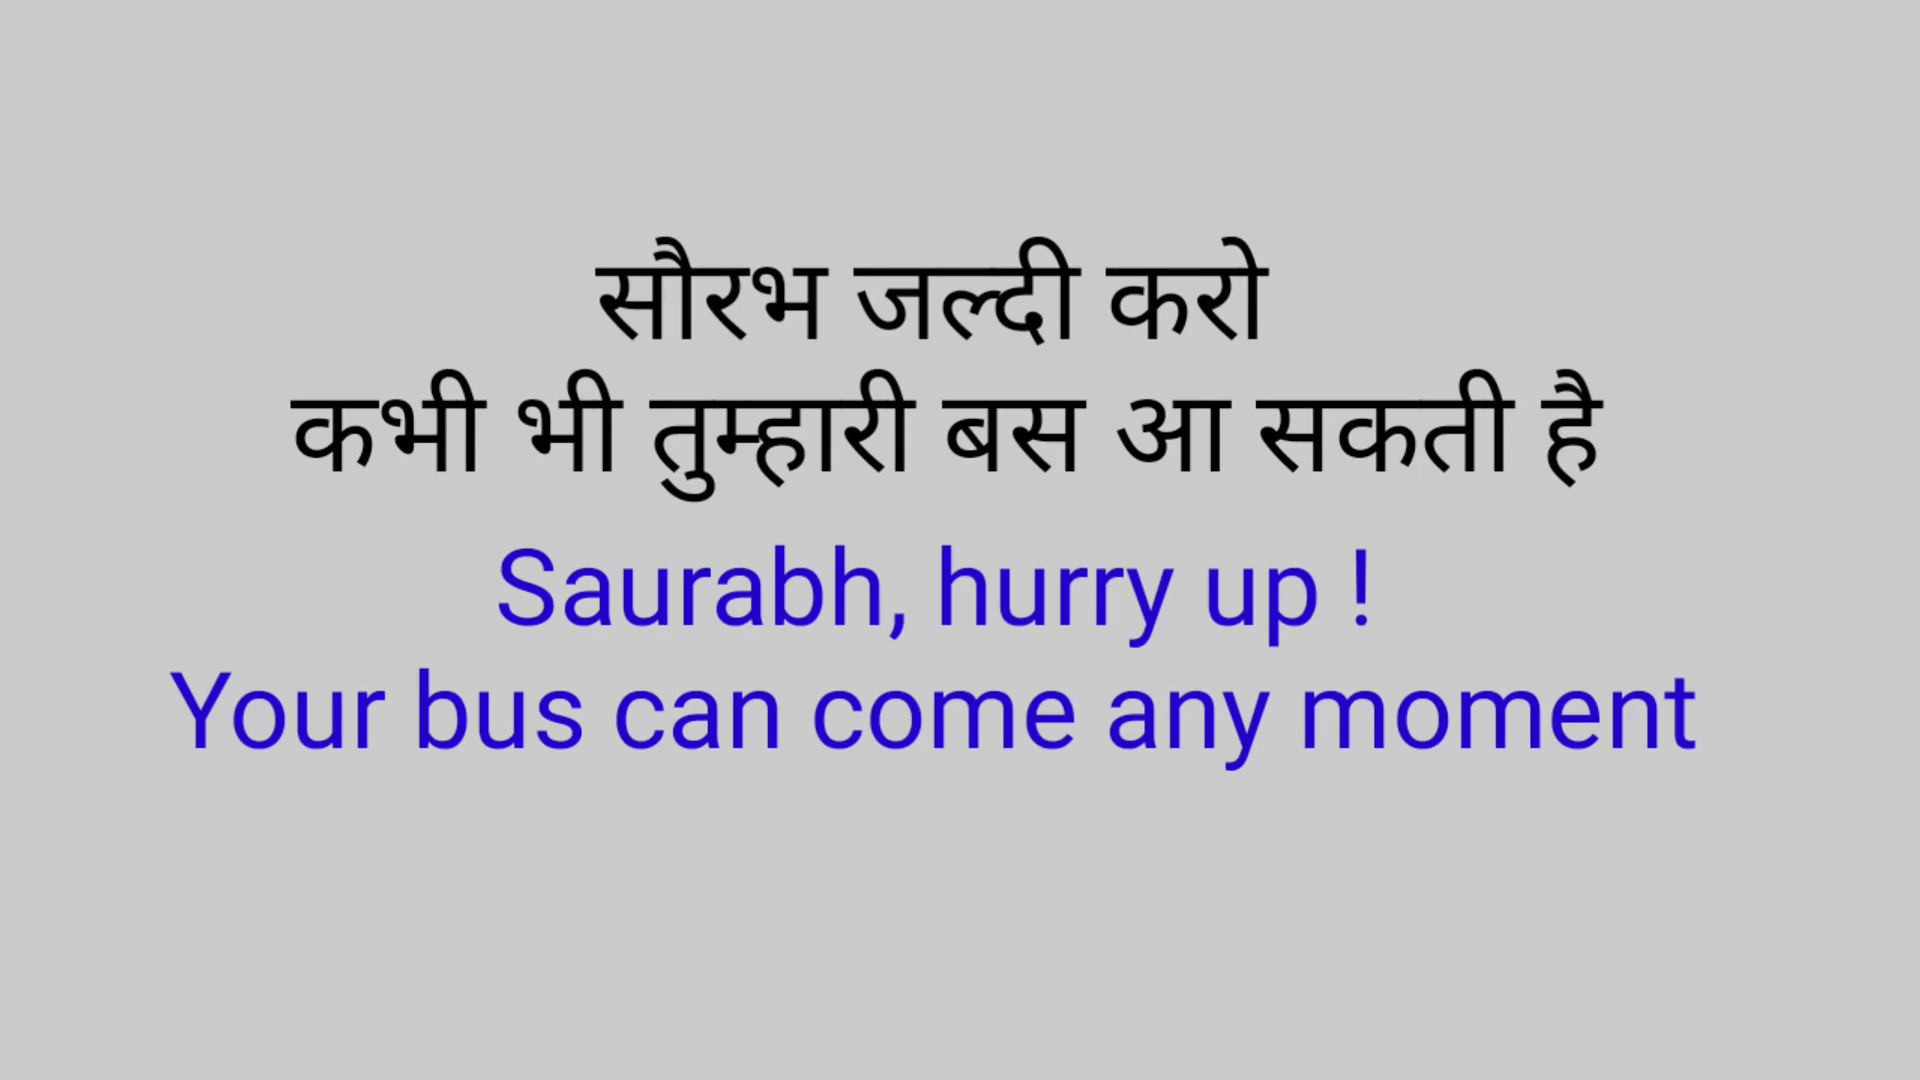 सौरभ जल्दी करो
कभी भी तुम्हारी बस आ सकती है
Saurabh, hurry up !
Your bus can come any moment